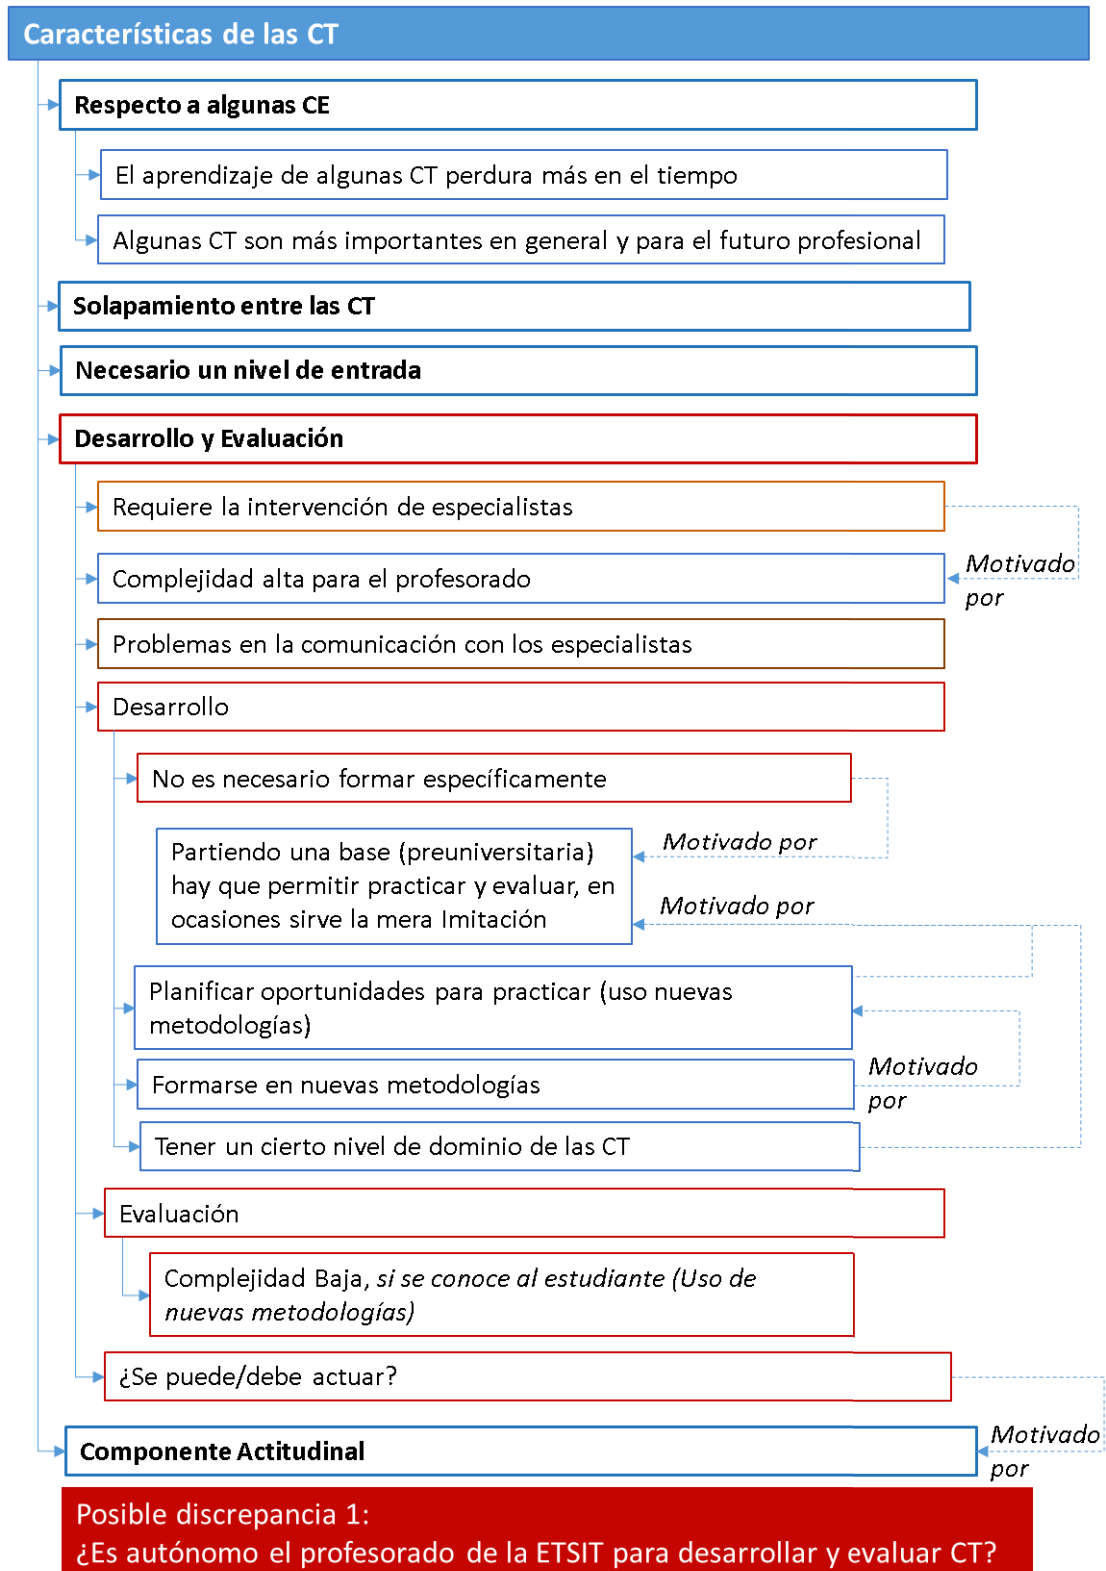 Características de las CT
Respecto a algunas CE
El aprendizaje de algunas CT perdura más en el tiempo
Algunas CT son más importantes en general y para el futuro profesional
Solapamiento entre las CT
Necesario un nivel de entrada
Desarrollo y Evaluación
Requiere la intervención de especialistas
Complejidad alta para el profesorado
Motivado
por
Problemas en la comunicación con los especialistas
Desarrollo
No es necesario formar específicamente
Motivado por
Partiendo una base (preuniversitaria)
hay que permitir practicar y evaluar, en
ocasiones sirve la mera Imitación
Motivado por
Planificar oportunidades para practicar (uso nuevas
metodologías)
Formarse en nuevas metodologías
Motivado
por
Tener un cierto nivel de dominio de las CT
Evaluación
Complejidad Baja, si se conoce al estudiante (Uso de
nuevas metodologías)
¿Se puede/debe actuar?
Componente Actitudinal
Motivado
por
Posible discrepancia 1:
¿Es autónomo el profesorado de la ETSIT para desarrollar y evaluar CT?